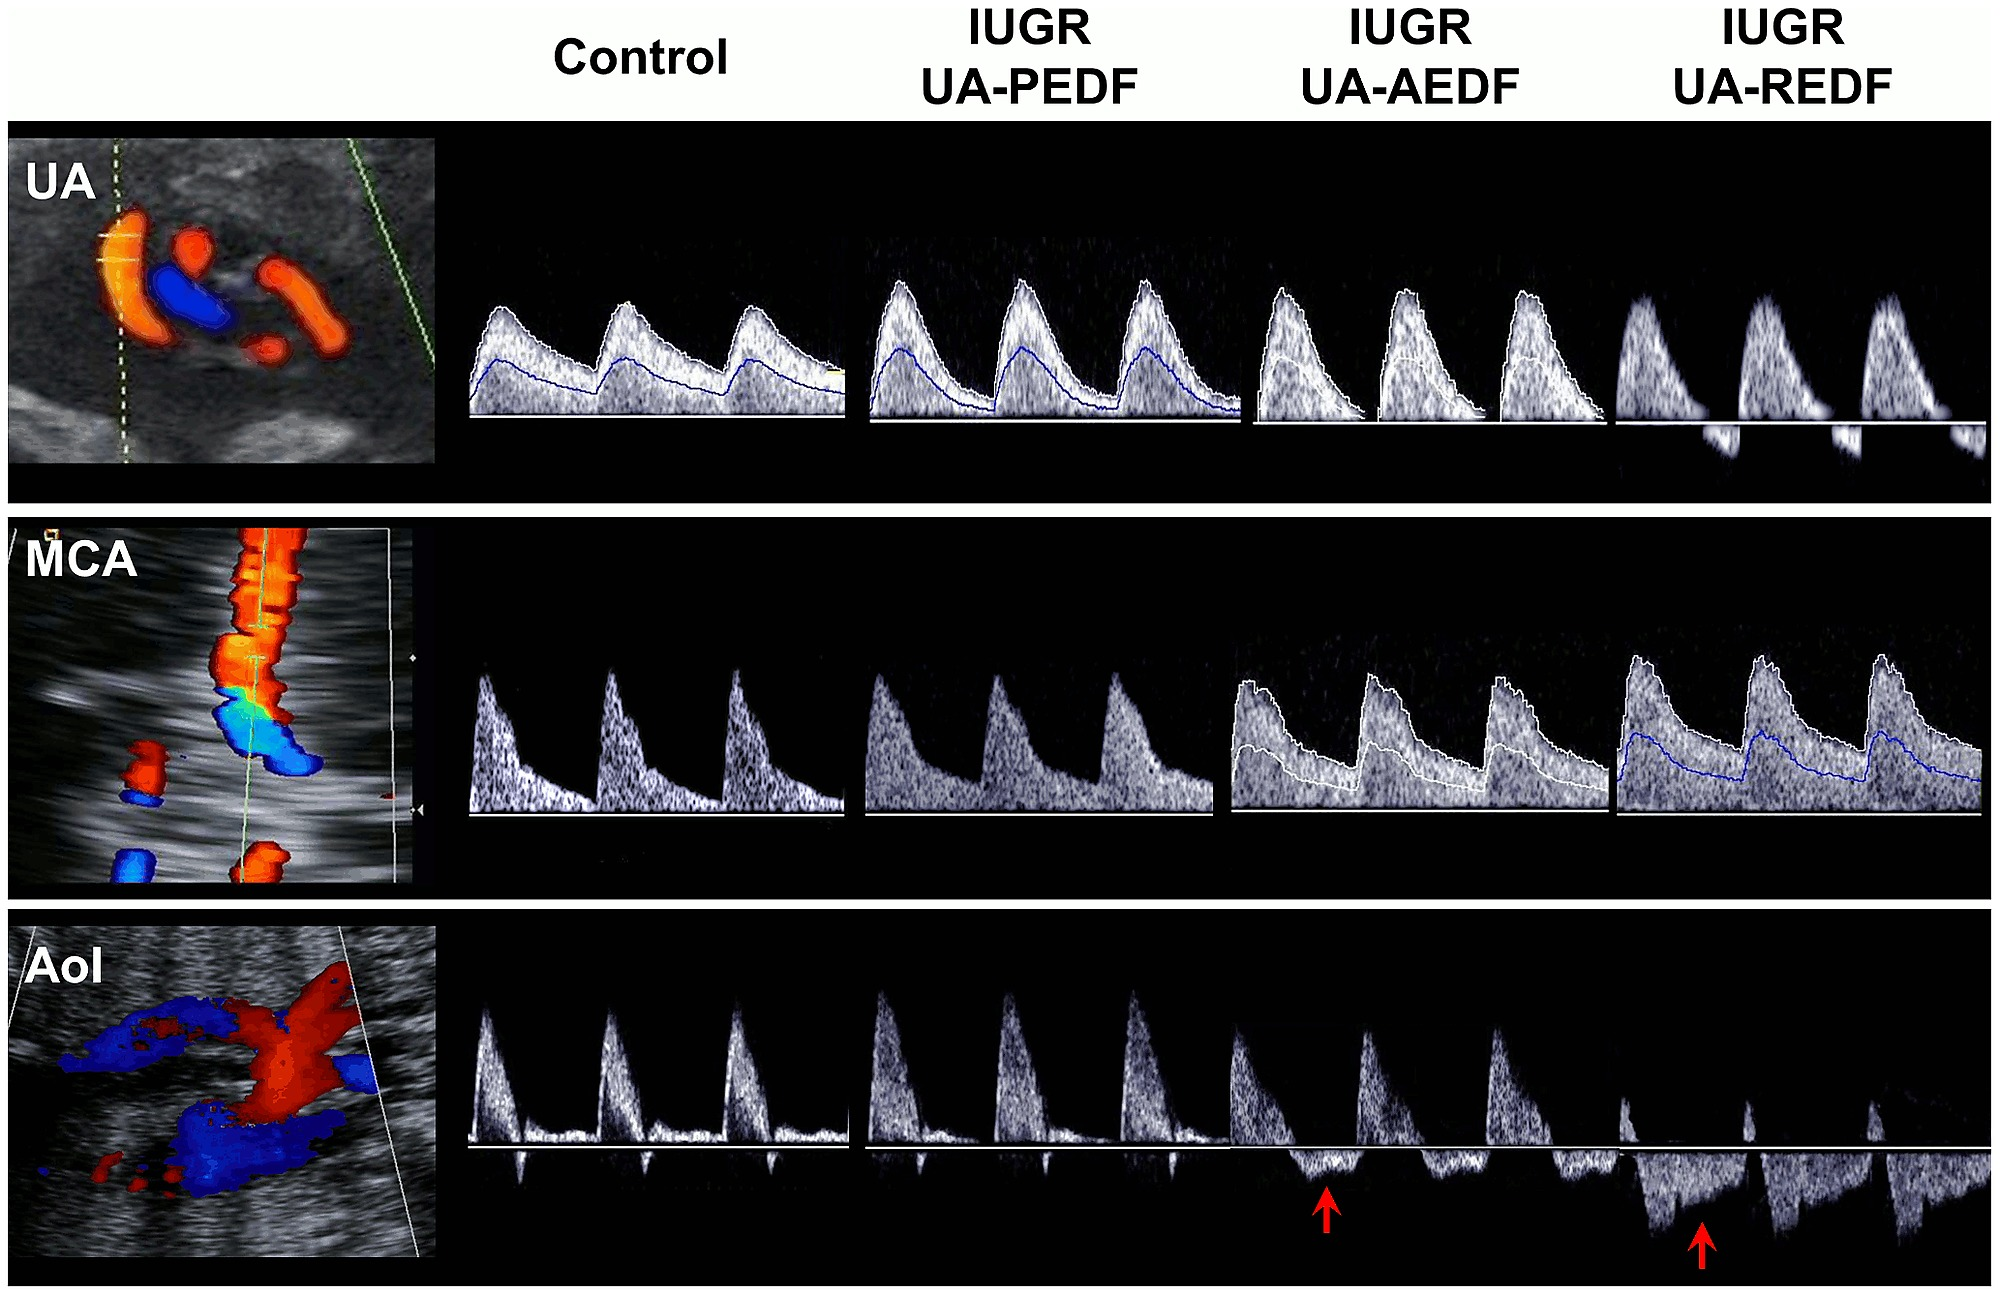 Control
IUGR
UA-PEDF
IUGR
UA-AEDF
IUGR
UA-REDF
UA
MCA
AoI